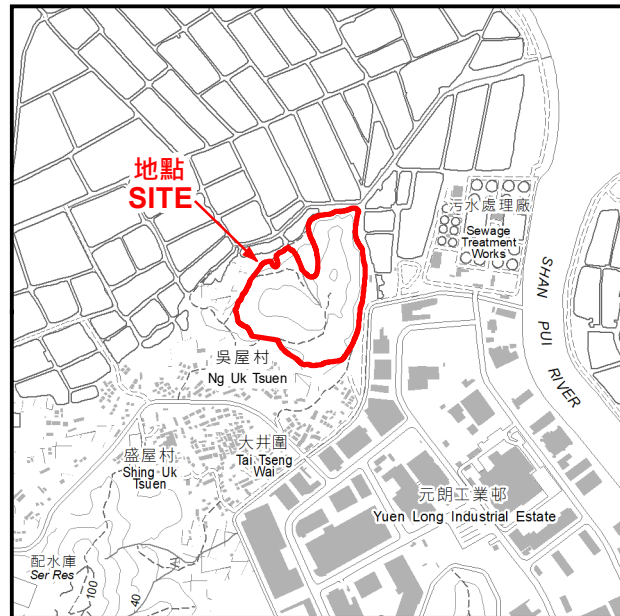 地點
SITE
污水處理廠
Sewage
Treatment
Works
SHAN PUI RIVER
吳屋村
Ng Uk Tsuen
大井圍
Tai Tseng
Wai
盛屋村
Shing Uk
Tsuen
元朗工業邨
Yuen Long Industrial Estate
配水庫
Ser Res
100
40